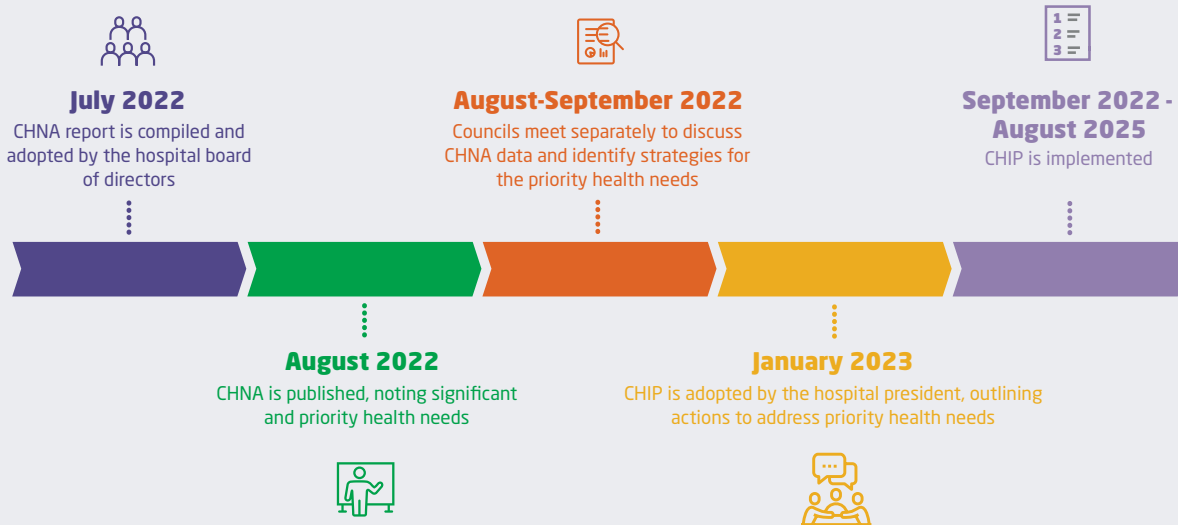 July 2022
CHNA report is compiled and
adopted by the hospital board
of directors
August 2022
CHNA is published, noting significant
and priority health needs
August-September 2022
Councils meet separately to discuss
CHNA data and identify strategies for
the priority health needs
January 2023
CHIP is adopted by the hospital president, outlining
actions to address priority health needs
1
2
3
September 2022 -
August 2025
CHIP is implemented